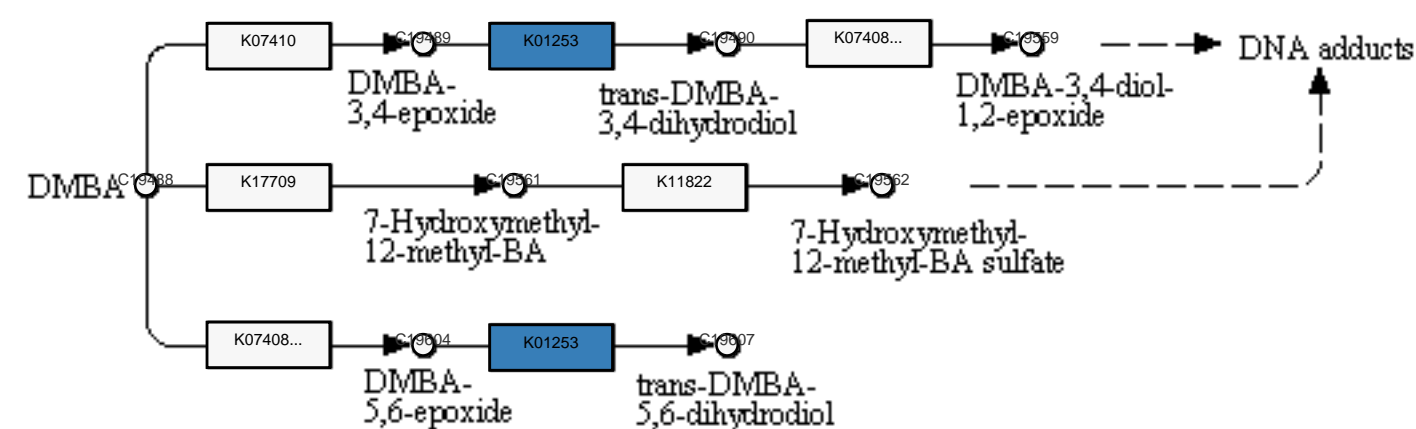 K07410
C19489
K01253
C19490
K07408...
C19559
DNA adducts
DMBA-
3,4-epoxide
trans-DMBA-
3,4-dihydrodiol
DMBA-3,4-diol-
1,2-epoxide
DMBA
C19488
K17709
C19561
K11822
C19562
7-Hydroxymethyl-
12-methyl-BA
7-Hydroxymethyl-
12-methyl-BA sulfate
K07408...
C19604
K01253
C19607
DMBA-
5,6-epoxide
trans-DMBA-
5,6-dihydrodiol